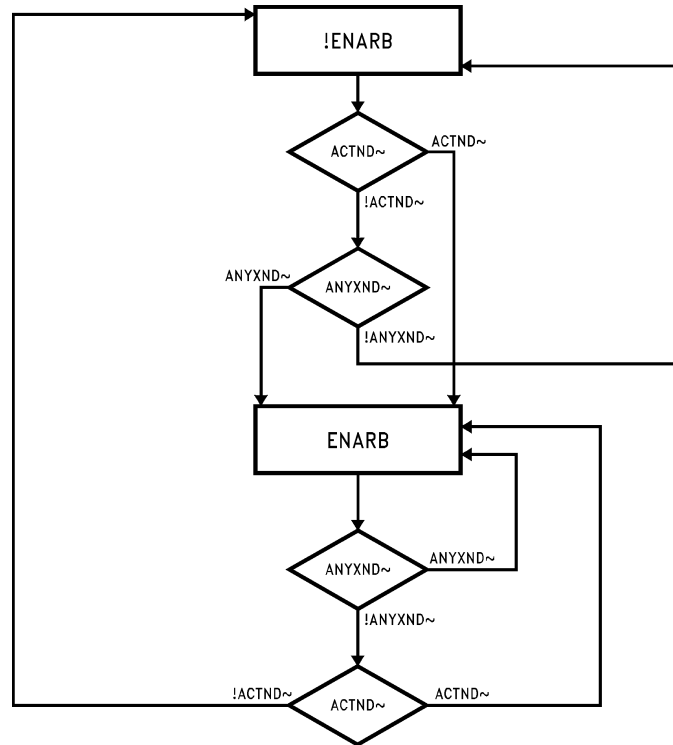 !ENARB
ACTND~
ACTND~
!ACTND~
ANYXND~
ANYXND~
!ANYXND~
ENARB
ANYXND~
ANYXND~
!ANYXND~
!ACTND~
ACTND~
ACTND~